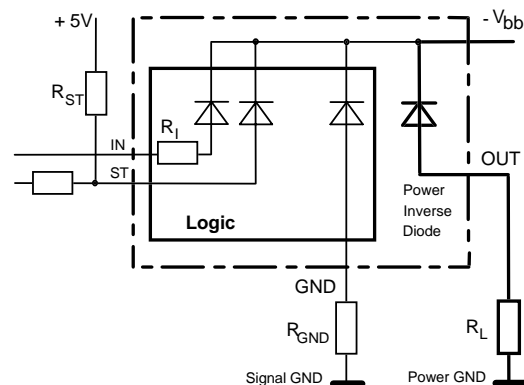 + 5V
- Vbb
RST
IN
RI
ST
OUT
Power
Inverse
Diode
Logic
GND
RGND
RL
Signal GND
Power GND